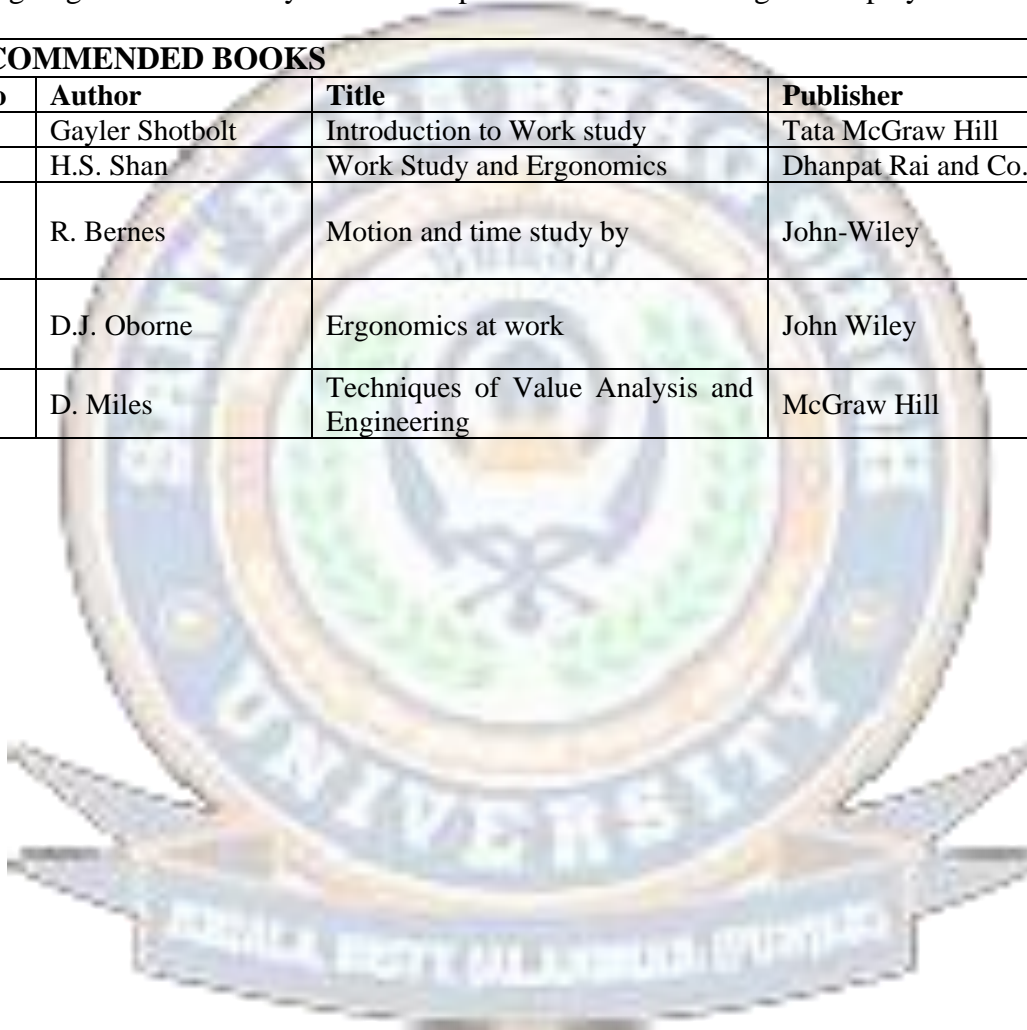 COMMENDED BOOKS
Author Title Publisher
Gayler Shotbolt Introduction to Work study Tata McGraw Hill
H.S. Shan Work Study and Ergonomics Dhanpat Rai and Co.
R. Bernes Motion and time study by John-Wiley
D.J. Oborne Ergonomics at work John Wiley
D. Miles Techniques of Value Analysis and
Engineering McGraw Hill
UNIVERSITY